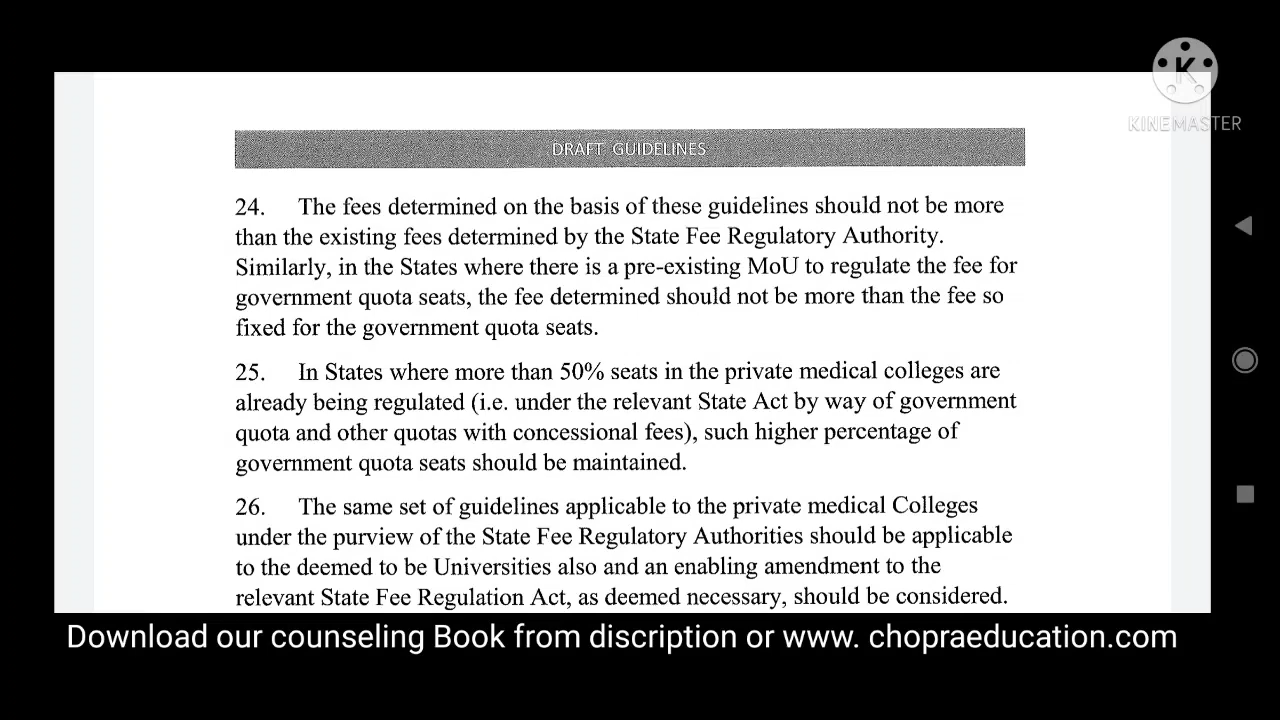 K
KINEMASTER
DRAFT GUIDELINES
24. The fees determined on the basis of these guidelines should not be more
than the existing fees determined by the State Fee Regulatory Authority.
Similarly, in the States where there is a pre-existing MoU to regulate the fee for
government quota seats, the fee determined should not be more than the fee so
fixed for the government quota seats.
25. In States where more than 50% seats in the private medical colleges are
already being regulated (i.e. under the relevant State Act by way of government
quota and other quotas with concessional fees), such higher percentage of
government quota seats should be maintained.
26. The same set of guidelines applicable to the private medical Colleges
under the purview of the State Fee Regulatory Authorities should be applicable
to the deemed to be Universities also and an enabling amendment to the
relevant State Fee Regulation Act, as deemed necessary, should be considered.
Download our counseling Book from discription or www. chopraeducation.com